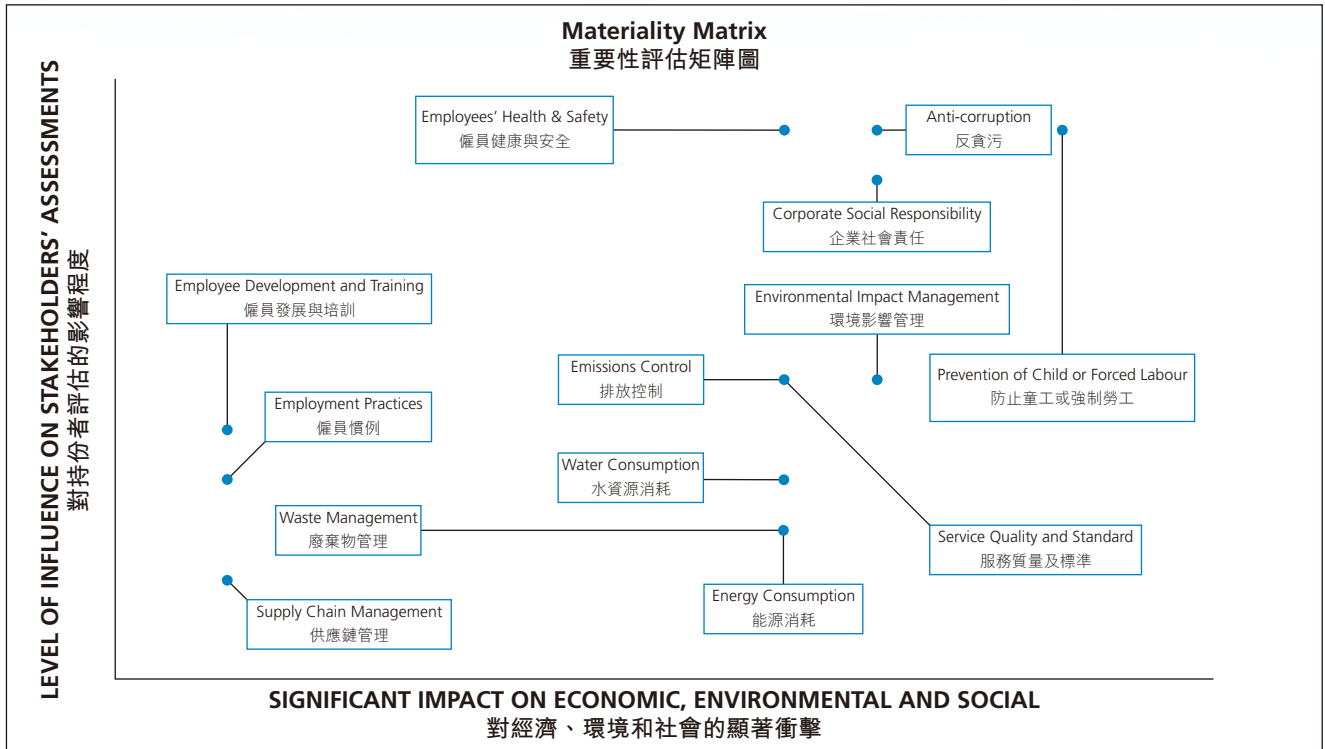 Materiality Matrix
重要性評估矩陣圖
LEVEL OF INFLUENCE ON STAKEHOLDERS' ASSESSMENTS
對持份者評估的影響程度
Employees' Health & Safety
僱員健康與安全
Anti-corruption
反貪污
Corporate Social Responsibility
企業社會責任
Employee Development and Training
僱員發展與培訓
Environmental Impact Management
環境影響管理
Emissions Control
排放控制
Prevention of Child or Forced Labour
防止童工或強制勞工
Employment Practices
僱員慣例
Water Consumption
水資源消耗
Waste Management
廢棄物管理
Service Quality and Standard
服務質量及標準
Energy Consumption
能源消耗
Supply Chain Management
供應鏈管理
SIGNIFICANT IMPACT ON ECONOMIC, ENVIRONMENTAL AND SOCIAL
對經濟、環境和社會的顯著衝擊